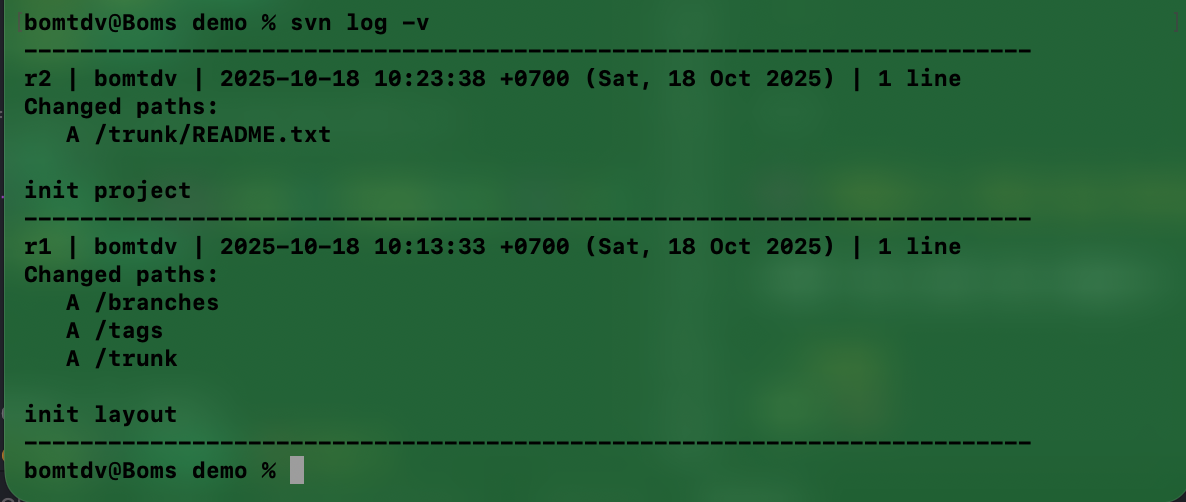 bomtdv@Boms demo % svn log -v
------------------------------------------------------------------------
r2 | bomtdv | 2025-10-18 10:23:38 +0700 (Sat, 18 Oct 2025) | 1 line
Changed paths:
   A /trunk/README.txt

init project
------------------------------------------------------------------------
r1 | bomtdv | 2025-10-18 10:13:33 +0700 (Sat, 18 Oct 2025) | 1 line
Changed paths:
   A /branches
   A /tags
   A /trunk

init layout
------------------------------------------------------------------------
bomtdv@Boms demo %